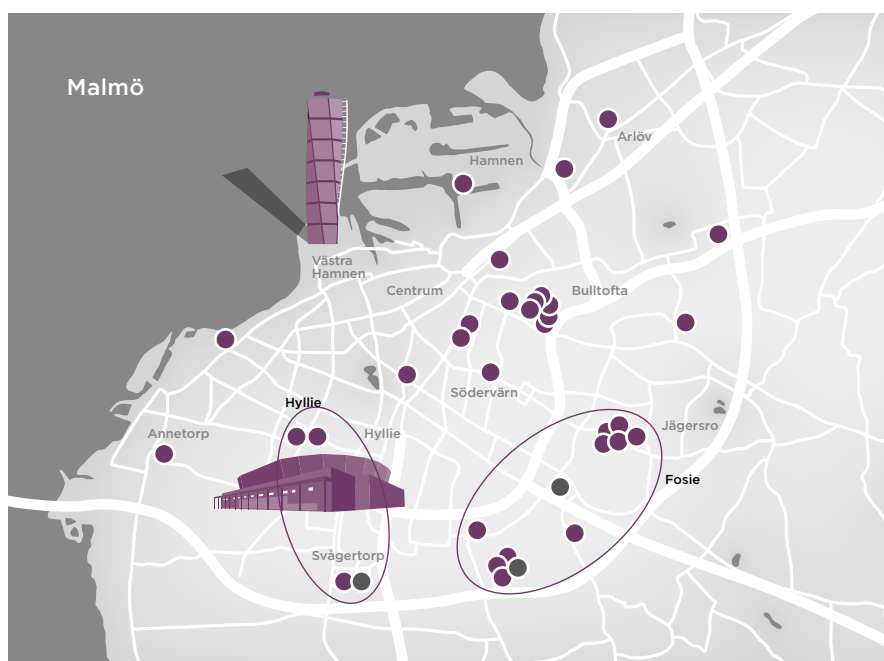 Malmö
Arlöv
Hamnen
Västra
Hamnen
Centrum
Bulltofta
Södervärn
Hyllie
Annetorp
Hyllie
Jägersro
Fosie
Svågertorp